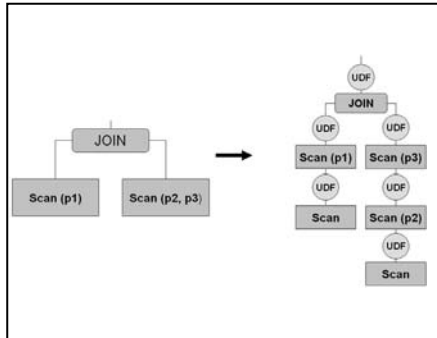 JOIN
Scan (p1)
Scan (p2, p3)
UDF
JOIN
UDF
UDF
Scan (p1)
Scan (p3)
UDF
UDF
Scan
Scan (p2)
UDF
Scan